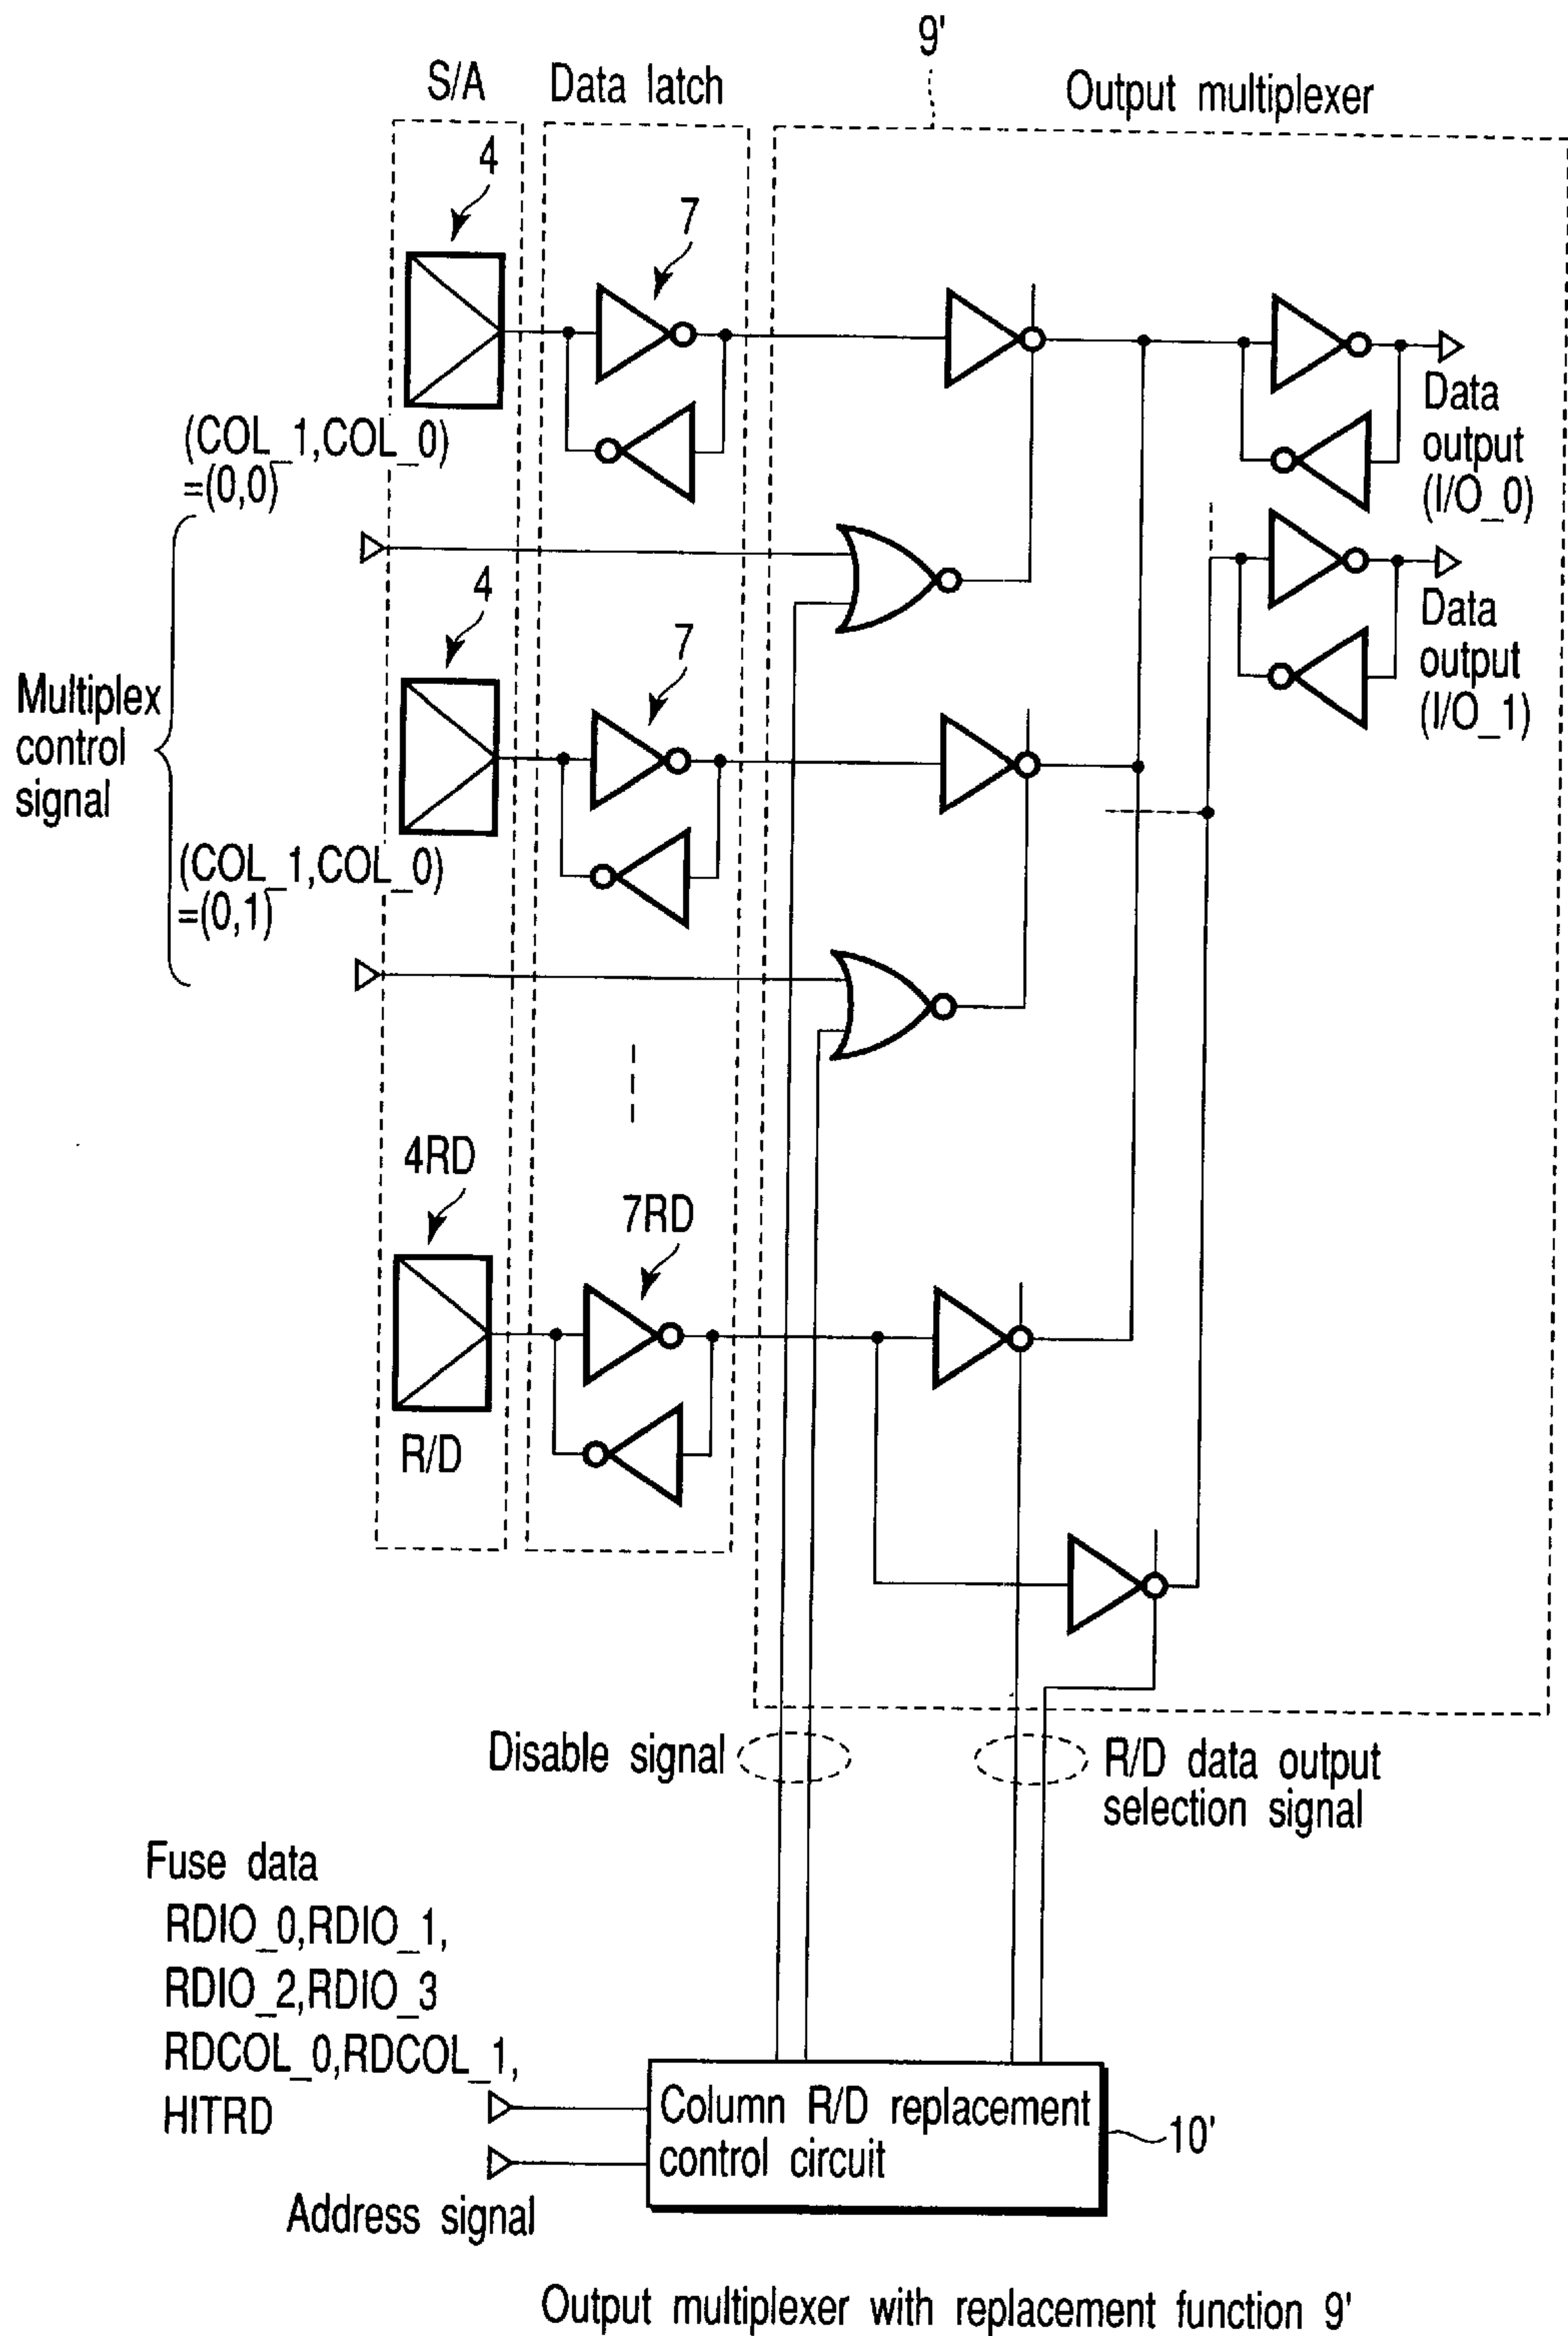 9'
S/A
Data latch
Output multiplexer
4
7
(COL_1,COL_0)
=(0,0)
Data
output
(I/O_0)
4
7
Data
output
(I/O_1)
Multiplex
control
signal
(COL_1,COL_0)
=(0,1)
4RD
7RD
R/D
Disable signal
R/D data output
selection signal
Fuse data
RDIO_0,RDIO_1,
RDIO_2,RDIO_3
RDCOL_0,RDCOL_1,
HITRD
Column R/D replacement
control circuit
10'
Address signal
Output multiplexer with replacement function 9'